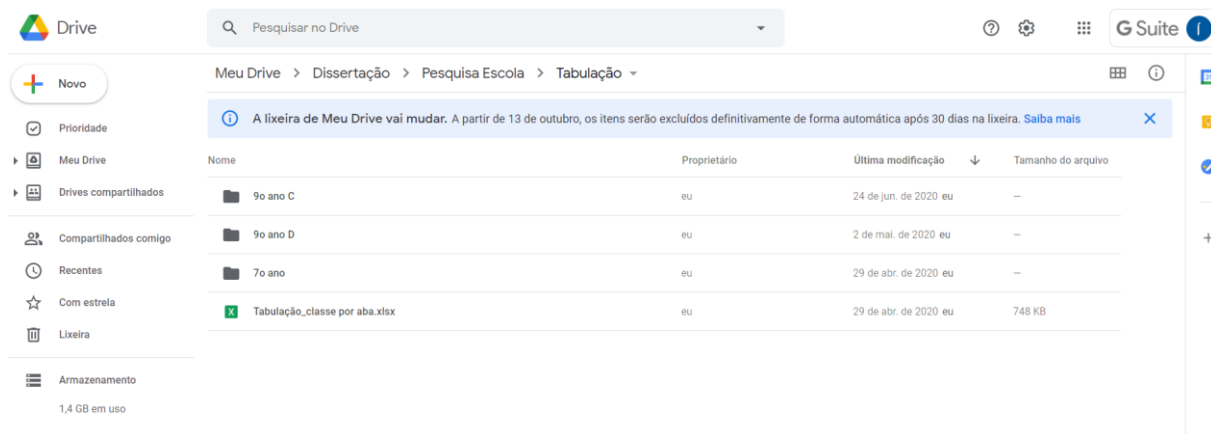 Drive
Pesquisar no Drive
G Suite
Novo
Meu Drive > Dissertação > Pesquisa Escola > Tabulação
A lixeira de Meu Drive vai mudar. A partir de 13 de outubro, os itens serão excluídos definitivamente de forma automática após 30 dias na lixeira. Saiba mais
Prioridade
Meu Drive
Drives compartilhados
Compartilhados comigo
Recentes
Com estrela
Lixeira
Armazenamento
1,4 GB em uso
Nome Proprietário Última modificação Tamanho do arquivo
9o ano C eu 24 de jun. de 2020 eu –
9o ano D eu 2 de mai. de 2020 eu –
7o ano eu 29 de abr. de 2020 eu –
X Tabulação_classe por aba.xlsx eu 29 de abr. de 2020 eu 748 KB